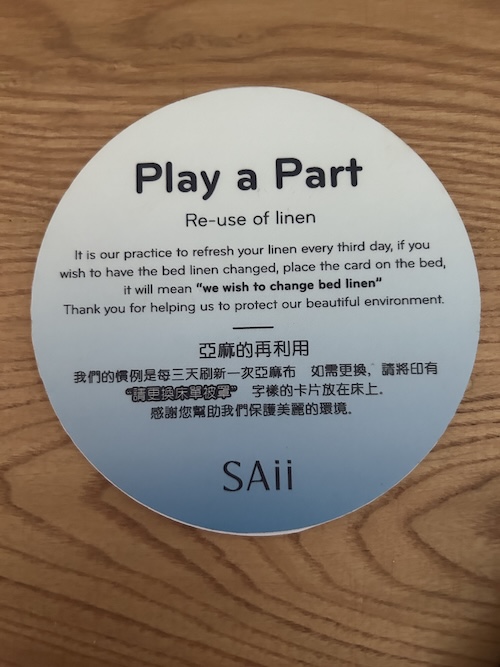 Play a Part
Re-use of linen
It is our practice to refresh your linen every third day, if you
wish to have the bed linen changed, place the card on the bed,
it will mean "we wish to change bed linen"
Thank you for helping us to protect our beautiful environment.
亞麻的再利用
我們的慣例是每三天刷新一次亞麻布 如需更換,請將印有
"請更換床單被罩" 字樣的卡片放在床上.
感謝您幫助我們保護美麗的環境.
SAii